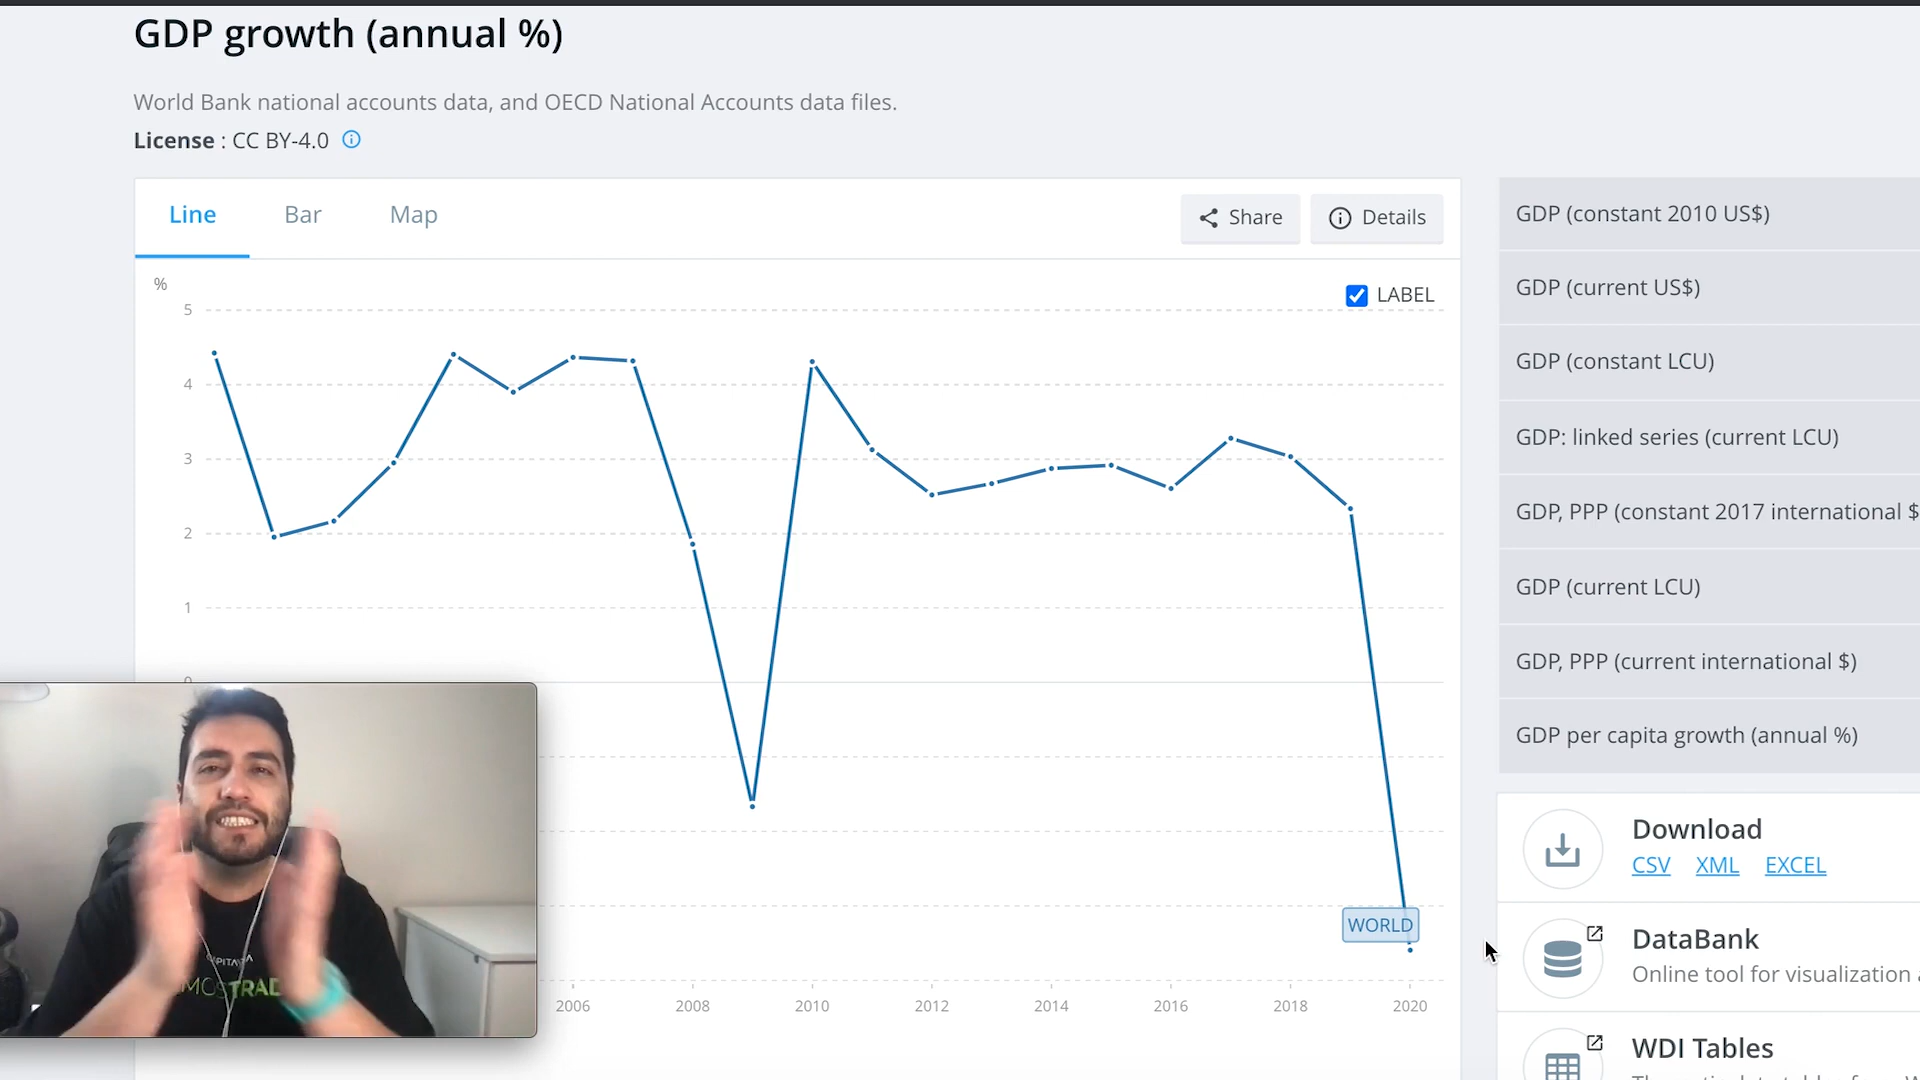 GDP growth (annual %)
World Bank national accounts data, and OECD National Accounts data files.
License : CC BY-4.0
Line Bar Map
Share Details
%
LABEL
5
4
3
2
1
WORLD
2006 2008 2010 2012 2014 2016 2018 2020
GDP (constant 2010 US$)
GDP (current US$)
GDP (constant LCU)
GDP: linked series (current LCU)
GDP, PPP (constant 2017 international $
GDP (current LCU)
GDP, PPP (current international $)
GDP per capita growth (annual %)
Download
CSV XML EXCEL
DataBank
Online tool for visualization
WDI Tables